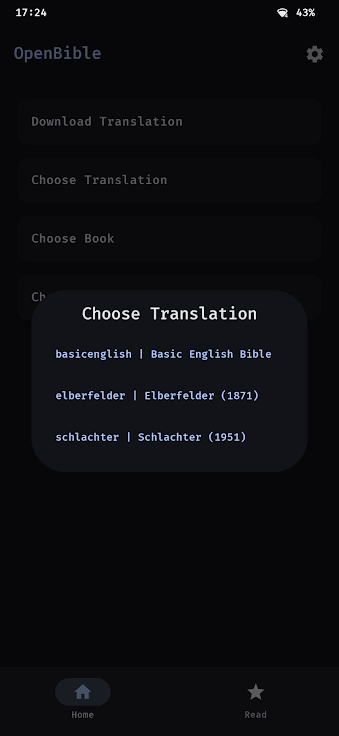 17:24
43%
OpenBible
Download Translation
Choose Translation
Choose Book
Ch
Choose Translation
basicenglish | Basic English Bible
elberfelder | Elberfelder (1871)
schlachter | Schlachter (1951)
Home
Read